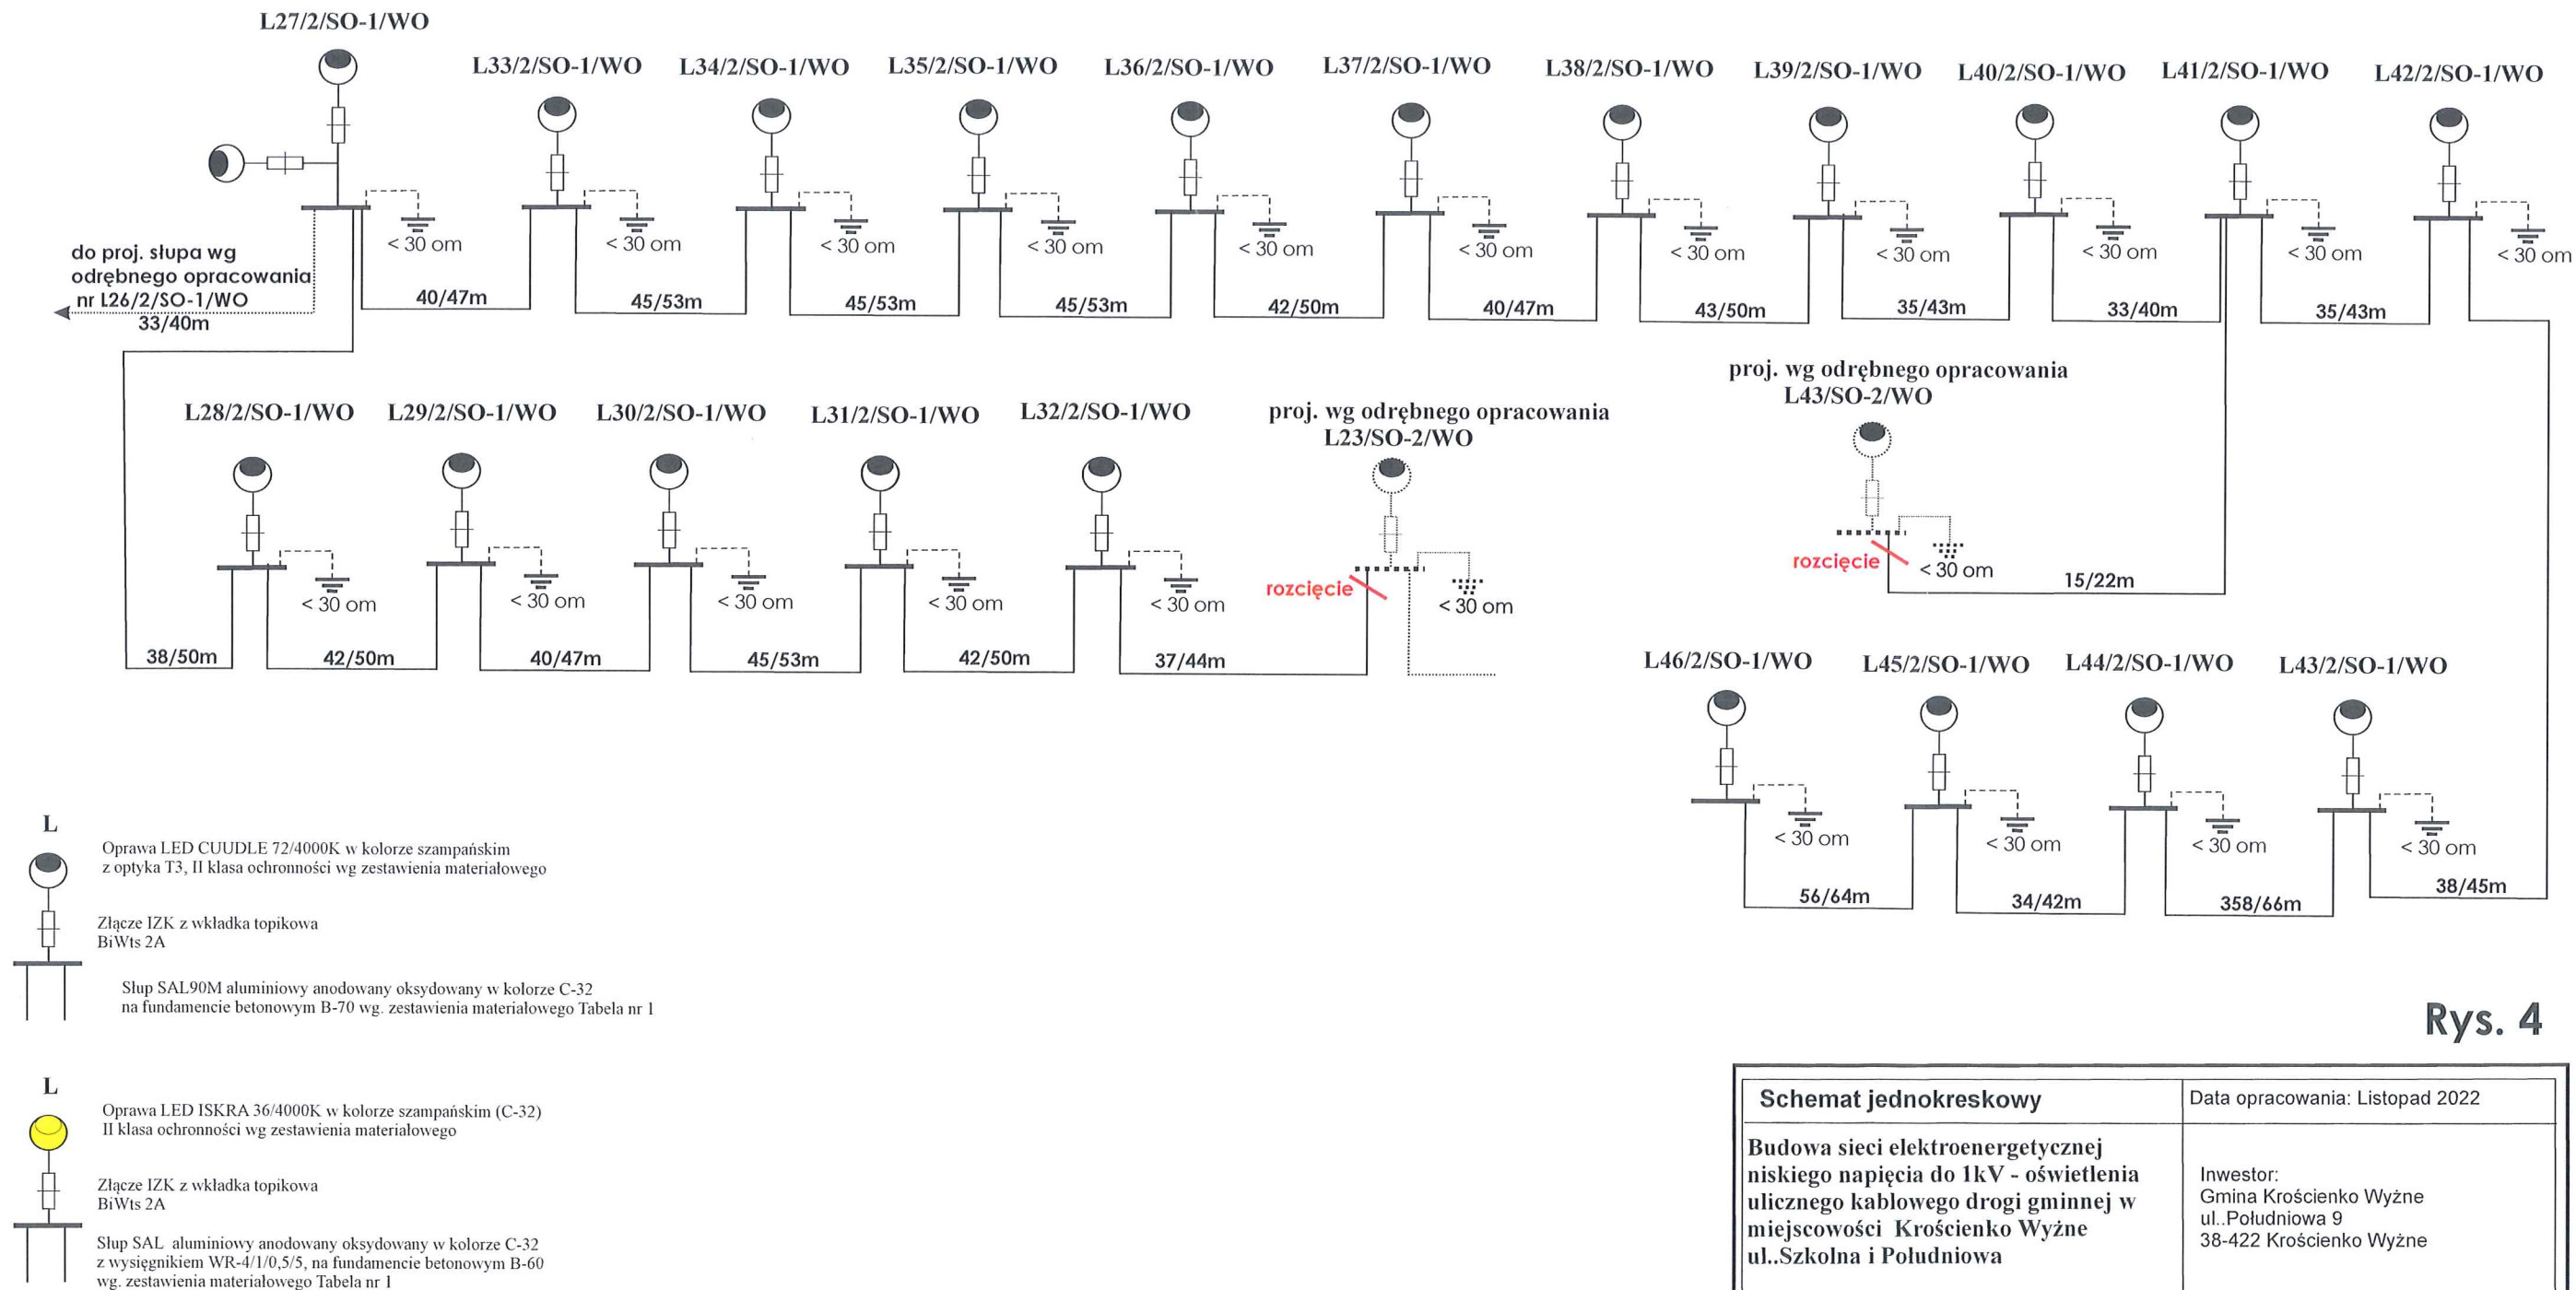 L27/2/SO-1/WO
L33/2/SO-1/WO
L34/2/SO-1/WO
L35/2/SO-1/WO
L36/2/SO-1/WO
L37/2/SO-1/WO
L38/2/SO-1/WO
L39/2/SO-1/WO
L40/2/SO-1/WO
L41/2/SO-1/WO
L42/2/SO-1/WO
< 30 om
< 30 om
< 30 om
< 30 om
< 30 om
< 30 om
< 30 om
< 30 om
< 30 om
< 30 om
< 30 om
do proj. słupa wg
odrębnego opracowania
nr L26/2/SO-1/WO
33/40m
40/47m
45/53m
45/53m
45/53m
42/50m
40/47m
43/50m
35/43m
33/40m
35/43m
proj. wg odrębnego opracowania
L43/SO-2/WO
rozcięcie
< 30 om
15/22m
L28/2/SO-1/WO
L29/2/SO-1/WO
L30/2/SO-1/WO
L31/2/SO-1/WO
L32/2/SO-1/WO
proj. wg odrębnego opracowania
L23/SO-2/WO
< 30 om
< 30 om
< 30 om
< 30 om
< 30 om
rozcięcie
< 30 om
38/50m
42/50m
40/47m
45/53m
42/50m
37/44m
L46/2/SO-1/WO
L45/2/SO-1/WO
L44/2/SO-1/WO
L43/2/SO-1/WO
< 30 om
< 30 om
< 30 om
< 30 om
56/64m
34/42m
358/66m
38/45m
L
Oprawa LED CUUDLE 72/4000K w kolorze szampańskim
z optyka T3, II klasa ochronności wg zestawienia materiałowego
Złącze IZK z wkładka topikowa
BiWts 2A
Słup SAL90M aluminiowy anodowany oksydowany w kolorze C-32
na fundamencie betonowym B-70 wg. zestawienia materiałowego Tabela nr 1
L
Oprawa LED ISKRA 36/4000K w kolorze szampańskim (C-32)
II klasa ochronności wg zestawienia materiałowego
Złącze IZK z wkładka topikowa
BiWts 2A
Słup SAL aluminiowy anodowany oksydowany w kolorze C-32
z wysięgnikiem WR-4/1/0,5/5, na fundamencie betonowym B-60
wg. zestawienia materiałowego Tabela nr 1
Rys. 4
Schemat jednokreskowy
Data opracowania: Listopad 2022
Budowa sieci elektroenergetycznej
niskiego napięcia do 1kV - oświetlenia
ulicznego kablowego drogi gminnej w
miejscowości Krościenko Wyżne
ul..Szkolna i Południowa
Inwestor:
Gmina Krościenko Wyżne
ul..Południowa 9
38-422 Krościenko Wyżne